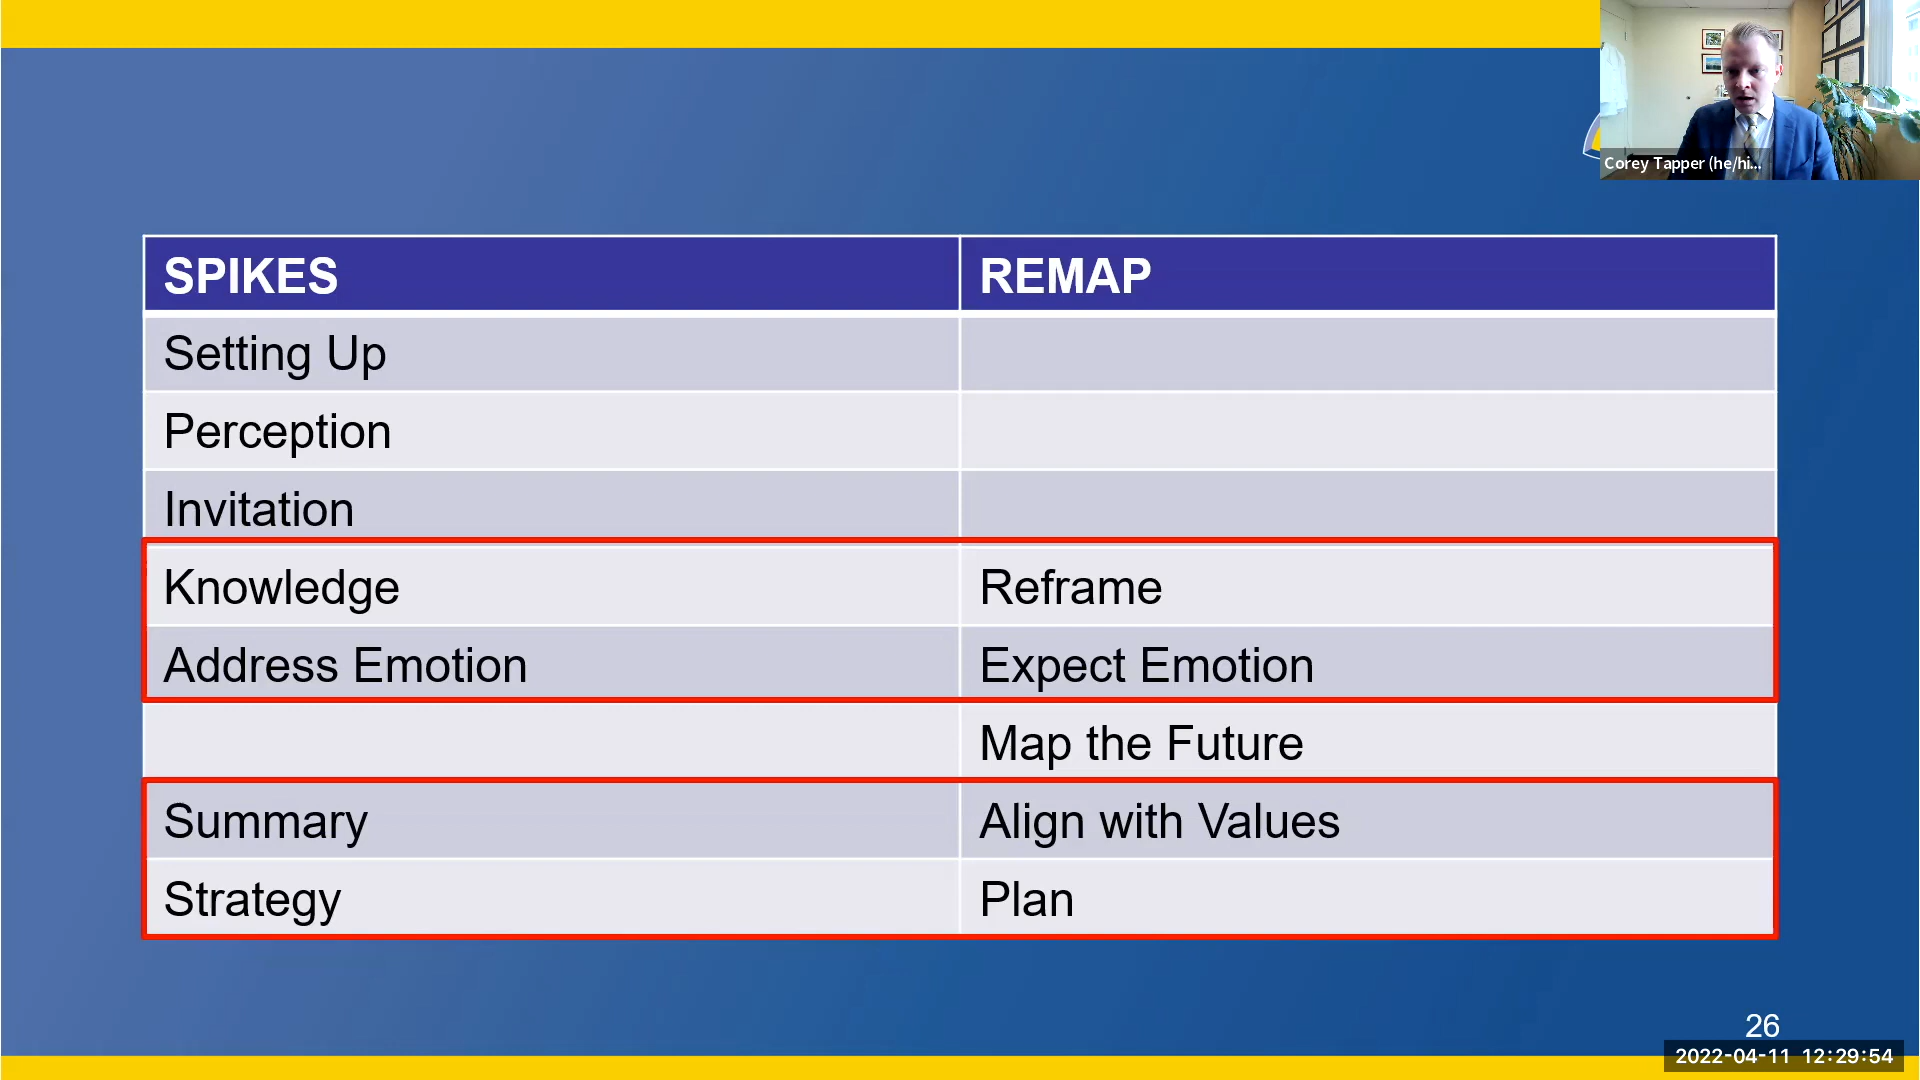 Corey Tapper (he/hi...
SPIKES REMAP
Setting Up
Perception
Invitation
Knowledge Reframe
Address Emotion Expect Emotion
Map the Future
Summary Align with Values
Strategy Plan
26
2022-04-11 12:29:54